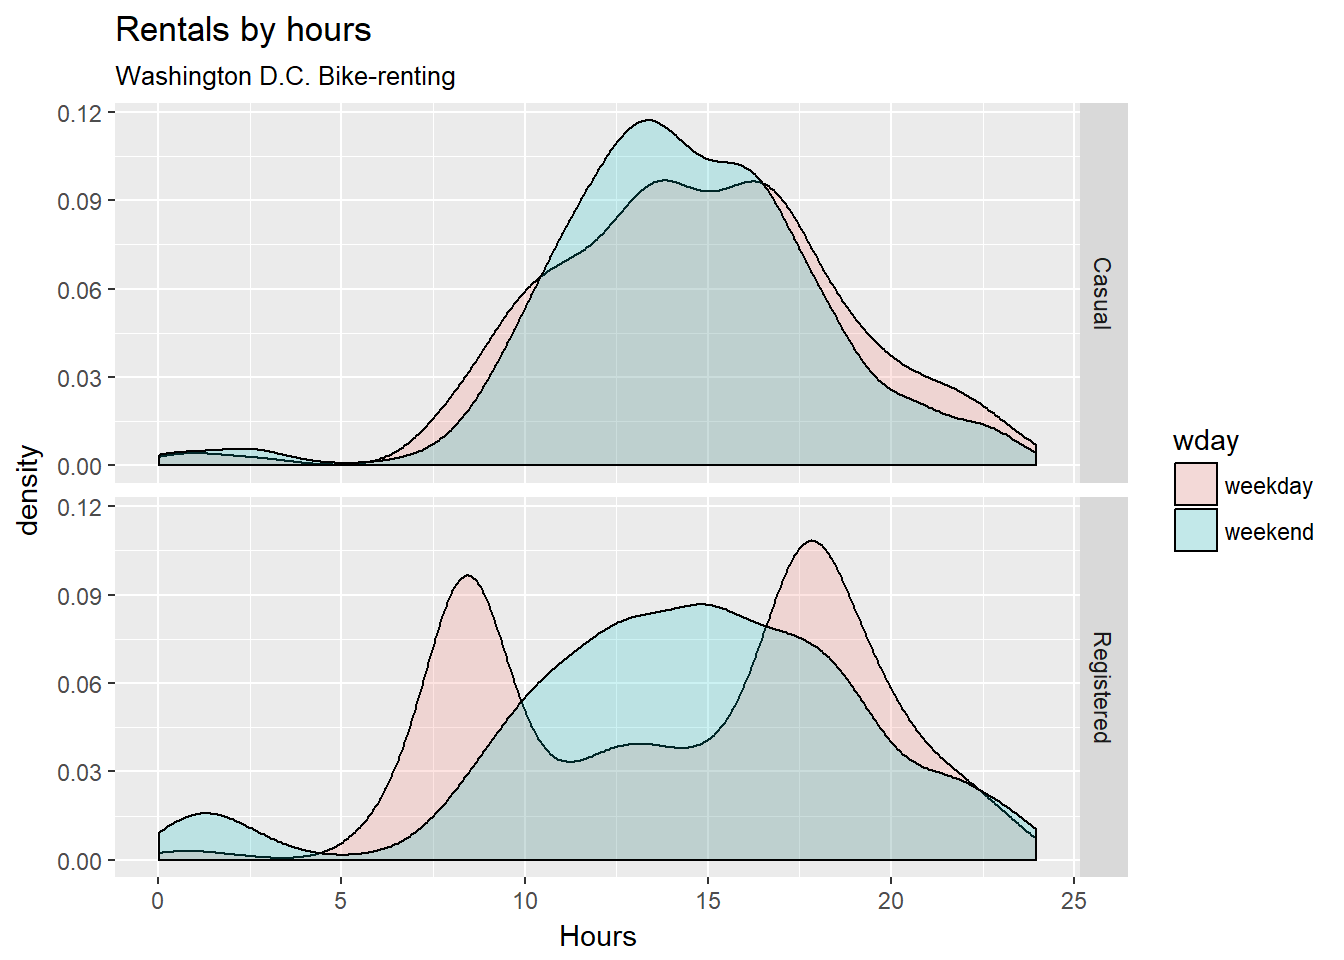 Rentals by hours
Washington D.C. Bike-renting
0.12
0.09
0.06
0.03
0.00
Casual
density
0.12
0.09
0.06
0.03
0.00
Registered
0
5
10
15
20
25
Hours
wday
weekday
weekend